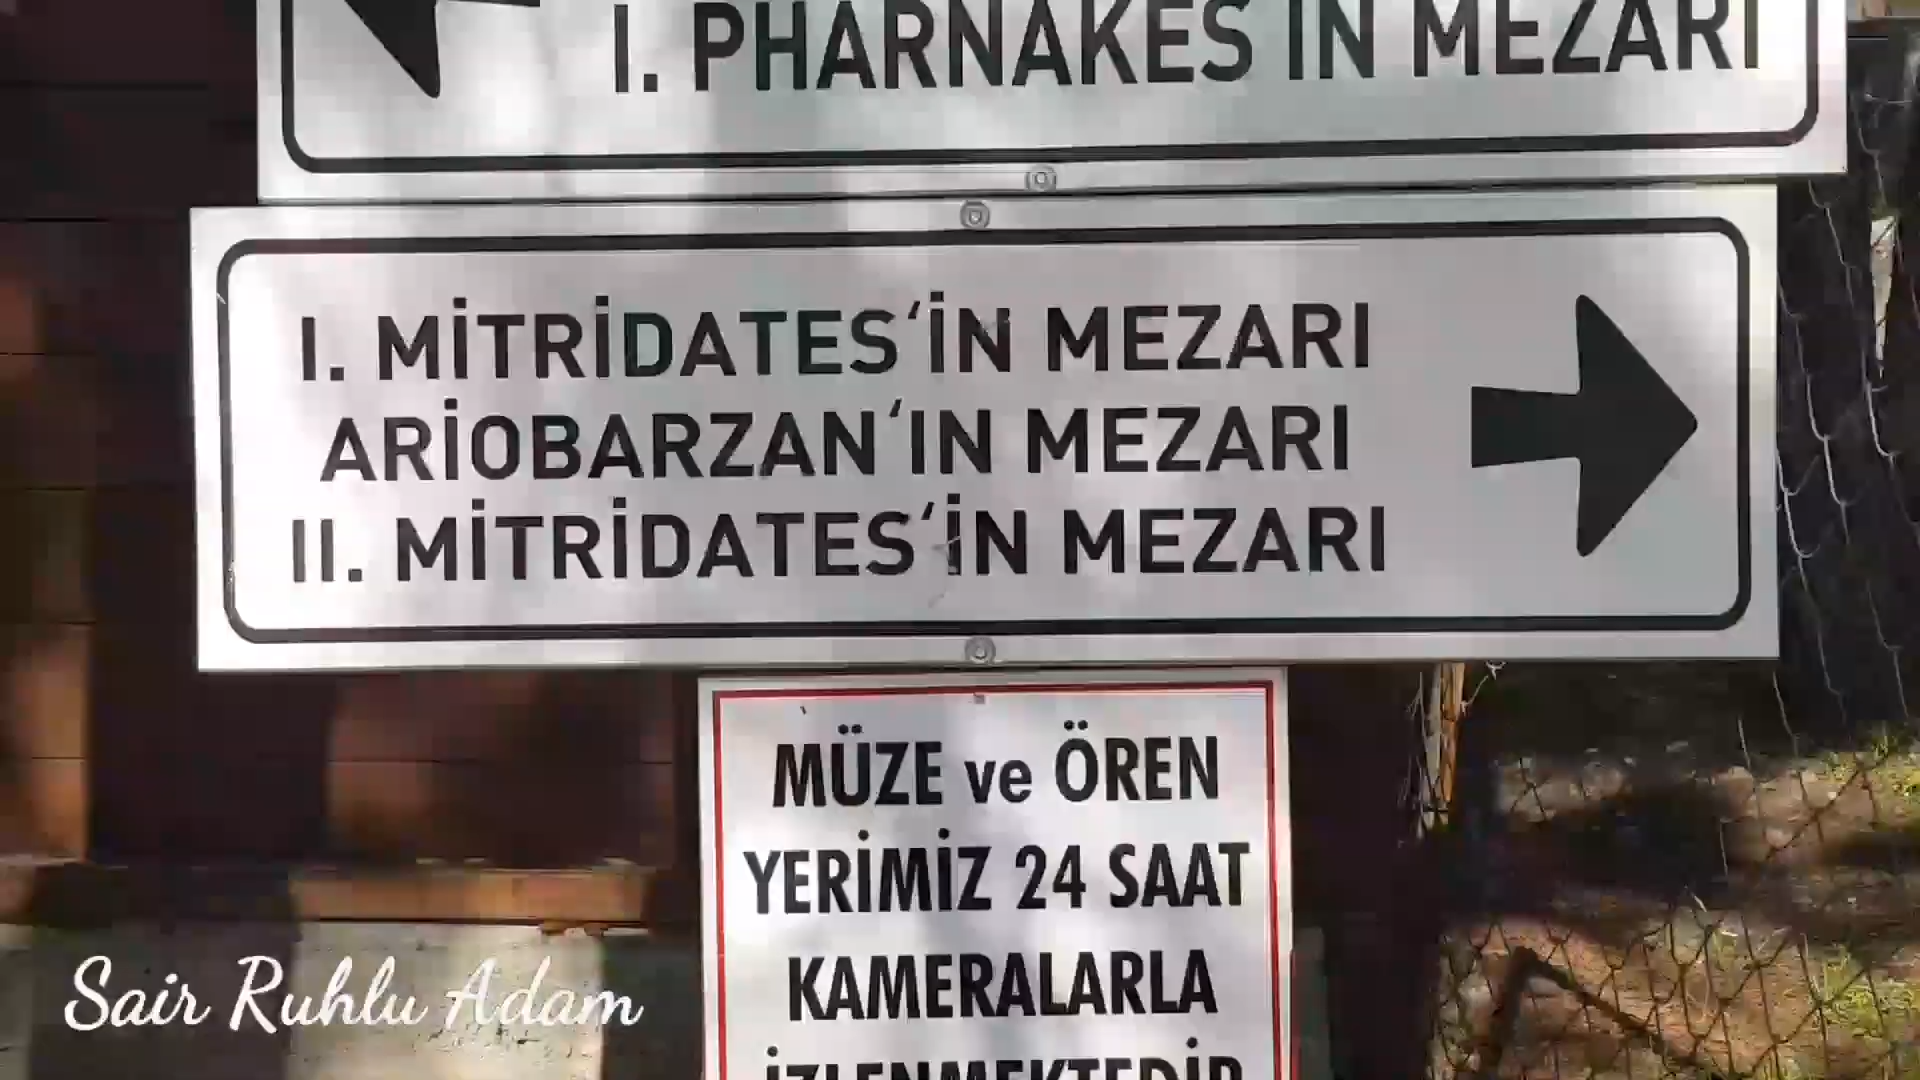 I. PHARNAKES'IN MEZARI
I. MİTRİDATES'İN MEZARI
ARİOBARZAN'IN MEZARI
II. MİTRİDATES'İN MEZARI
MÜZE ve ÖREN
YERİMİZ 24 SAAT
KAMERALARLA
İZLENMEKTEDİR
Sair Ruhlu Adam